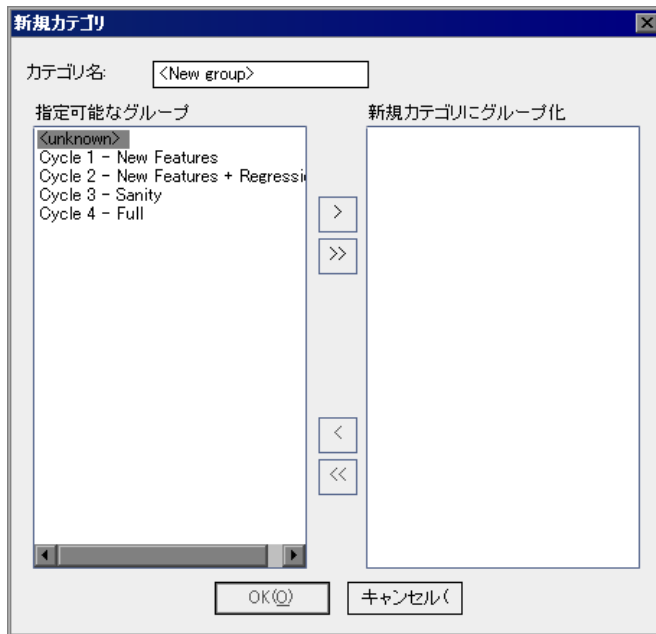 新規カテゴリ
カテゴリ名: <New group>
指定可能なグループ
新規カテゴリにグループ化
<unknown>
Cycle 1 - New Features
Cycle 2 - New Features + Regressi
Cycle 3 - Sanity
Cycle 4 - Full
>
>>
<
<<
OK(O)
キャンセル(